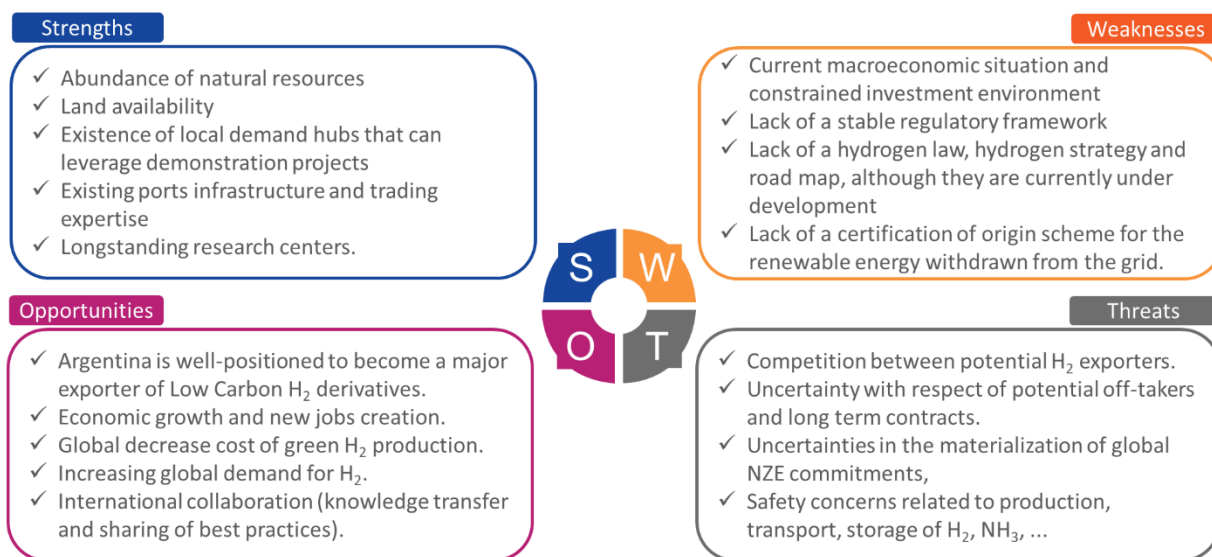 Strengths
✓ Abundance of natural resources
✓ Land availability
✓ Existence of local demand hubs that can
leverage demonstration projects
✓ Existing ports infrastructure and trading
expertise
✓ Longstanding research centers.
Weaknesses
✓ Current macroeconomic situation and
constrained investment environment
✓ Lack of a stable regulatory framework
✓ Lack of a hydrogen law, hydrogen strategy and
road map, although they are currently under
development
✓ Lack of a certification of origin scheme for the
renewable energy withdrawn from the grid.
S W
O T
Opportunities
✓ Argentina is well-positioned to become a major
exporter of Low Carbon H₂ derivatives.
✓ Economic growth and new jobs creation.
✓ Global decrease cost of green H₂ production.
✓ Increasing global demand for H₂.
✓ International collaboration (knowledge transfer
and sharing of best practices).
Threats
✓ Competition between potential H₂ exporters.
✓ Uncertainty with respect of potential off-takers
and long term contracts.
✓ Uncertainties in the materialization of global
NZE commitments,
✓ Safety concerns related to production,
transport, storage of H₂, NH₃, ...